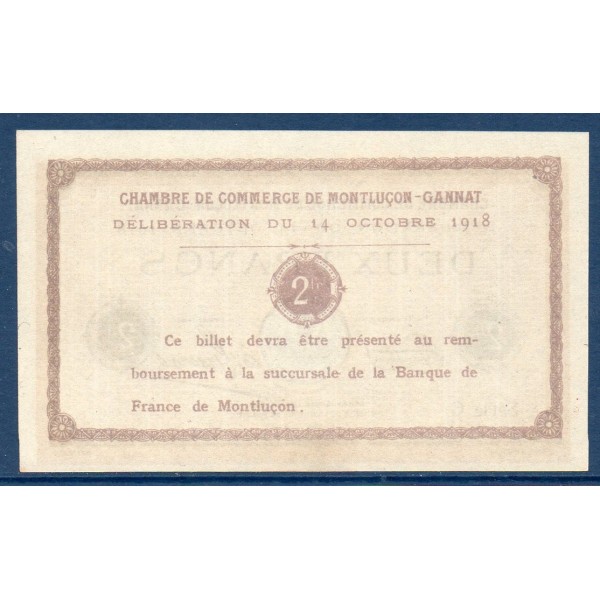 CHAMBRE DE COMMERCE DE MONTLUÇON-GANNAT
DÉLIBÉRATION DU 14 OCTOBRE 1918
2F
Ce billet devra être présenté au rem-
boursement à la succursale de la Banque de
France de Montluçon.